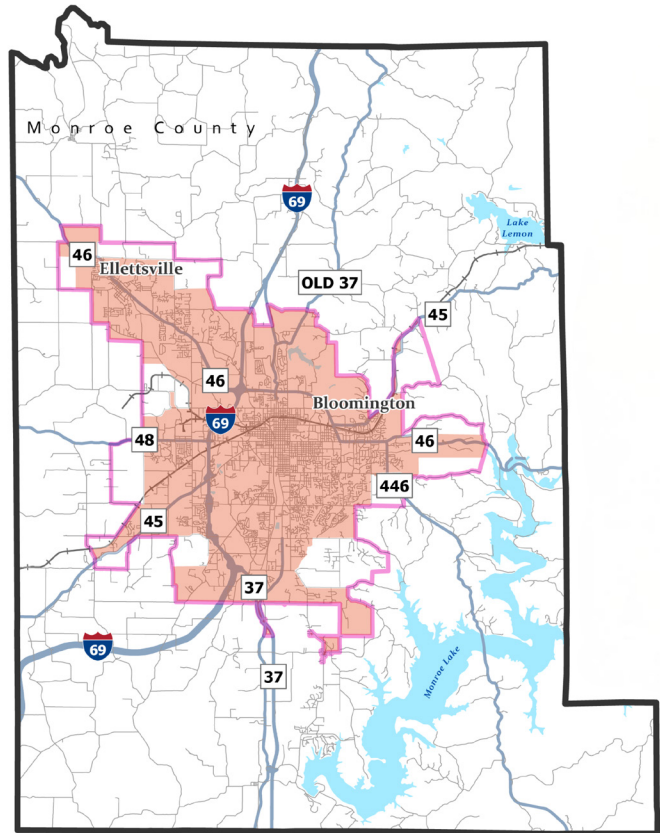 Monroe County
69
Lake
Lemon
46
Ellettsville
OLD 37
45
46
Bloomington
69
48
46
446
45
37
69
37
Monroe Lake